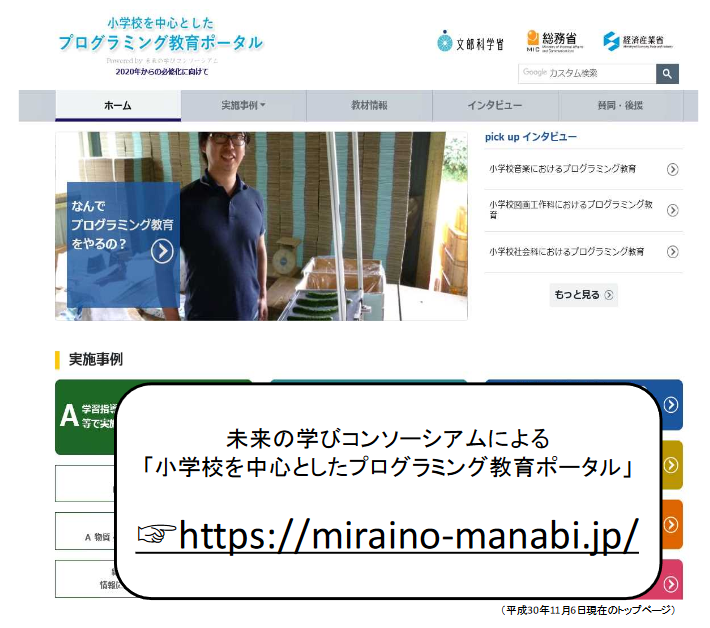 小学校を中心とした
プログラミング教育ポータル
Powered by 未来の学びコンソーシアム
2020年からの必修化に向けて
文部科学省
MIC 総務省
経済産業省
Google カスタム検索
ホーム 実施事例 教材情報 インタビュー 賛同・後援
なんで
プログラミング教育
をやるの？
pick up インタビュー
小学校音楽におけるプログラミング教育
小学校図画工作科におけるプログラミング教
育
小学校社会科におけるプログラミング教育
もっと見る
実施事例
A 学習指
等で実施
A 物質
情報
未来の学びコンソーシアムによる
「小学校を中心としたプログラミング教育ポータル」
☞https://miraino-manabi.jp/
（平成30年11月6日現在のトップページ）